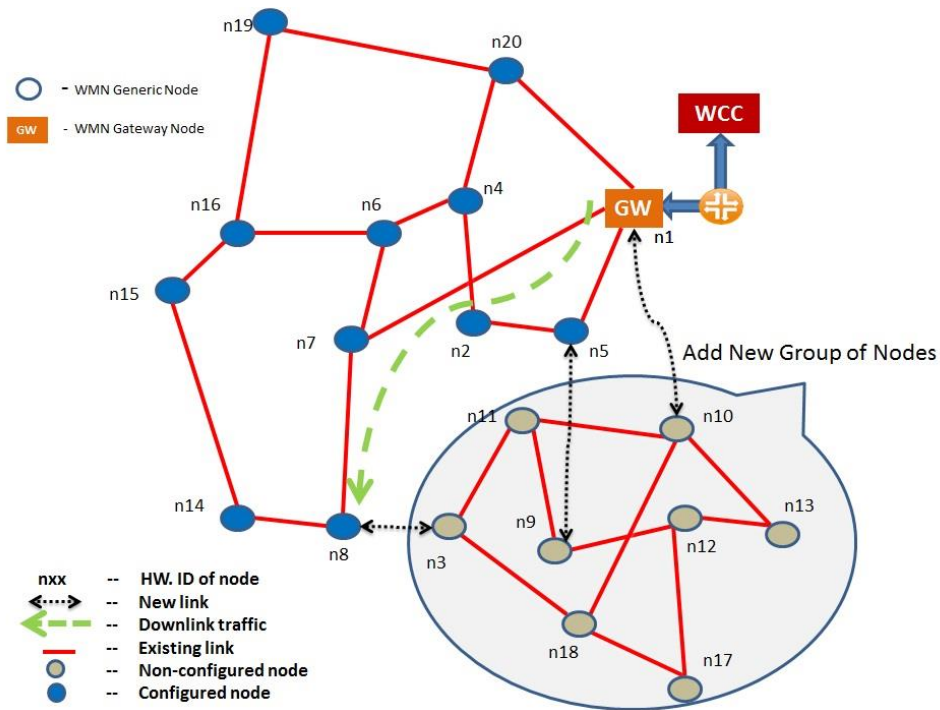 n19
n20
- WMN Generic Node
GW - WMN Gateway Node
WCC
n4
n16
n6
GW
n1
n15
n7
n2
n5
Add New Group of Nodes
n11
n10
n14
n9
n13
n8
n3
n12
nxx -- HW. ID of node
-- New link
-- Downlink traffic
-- Existing link
n18
-- Non-configured node
n17
-- Configured node